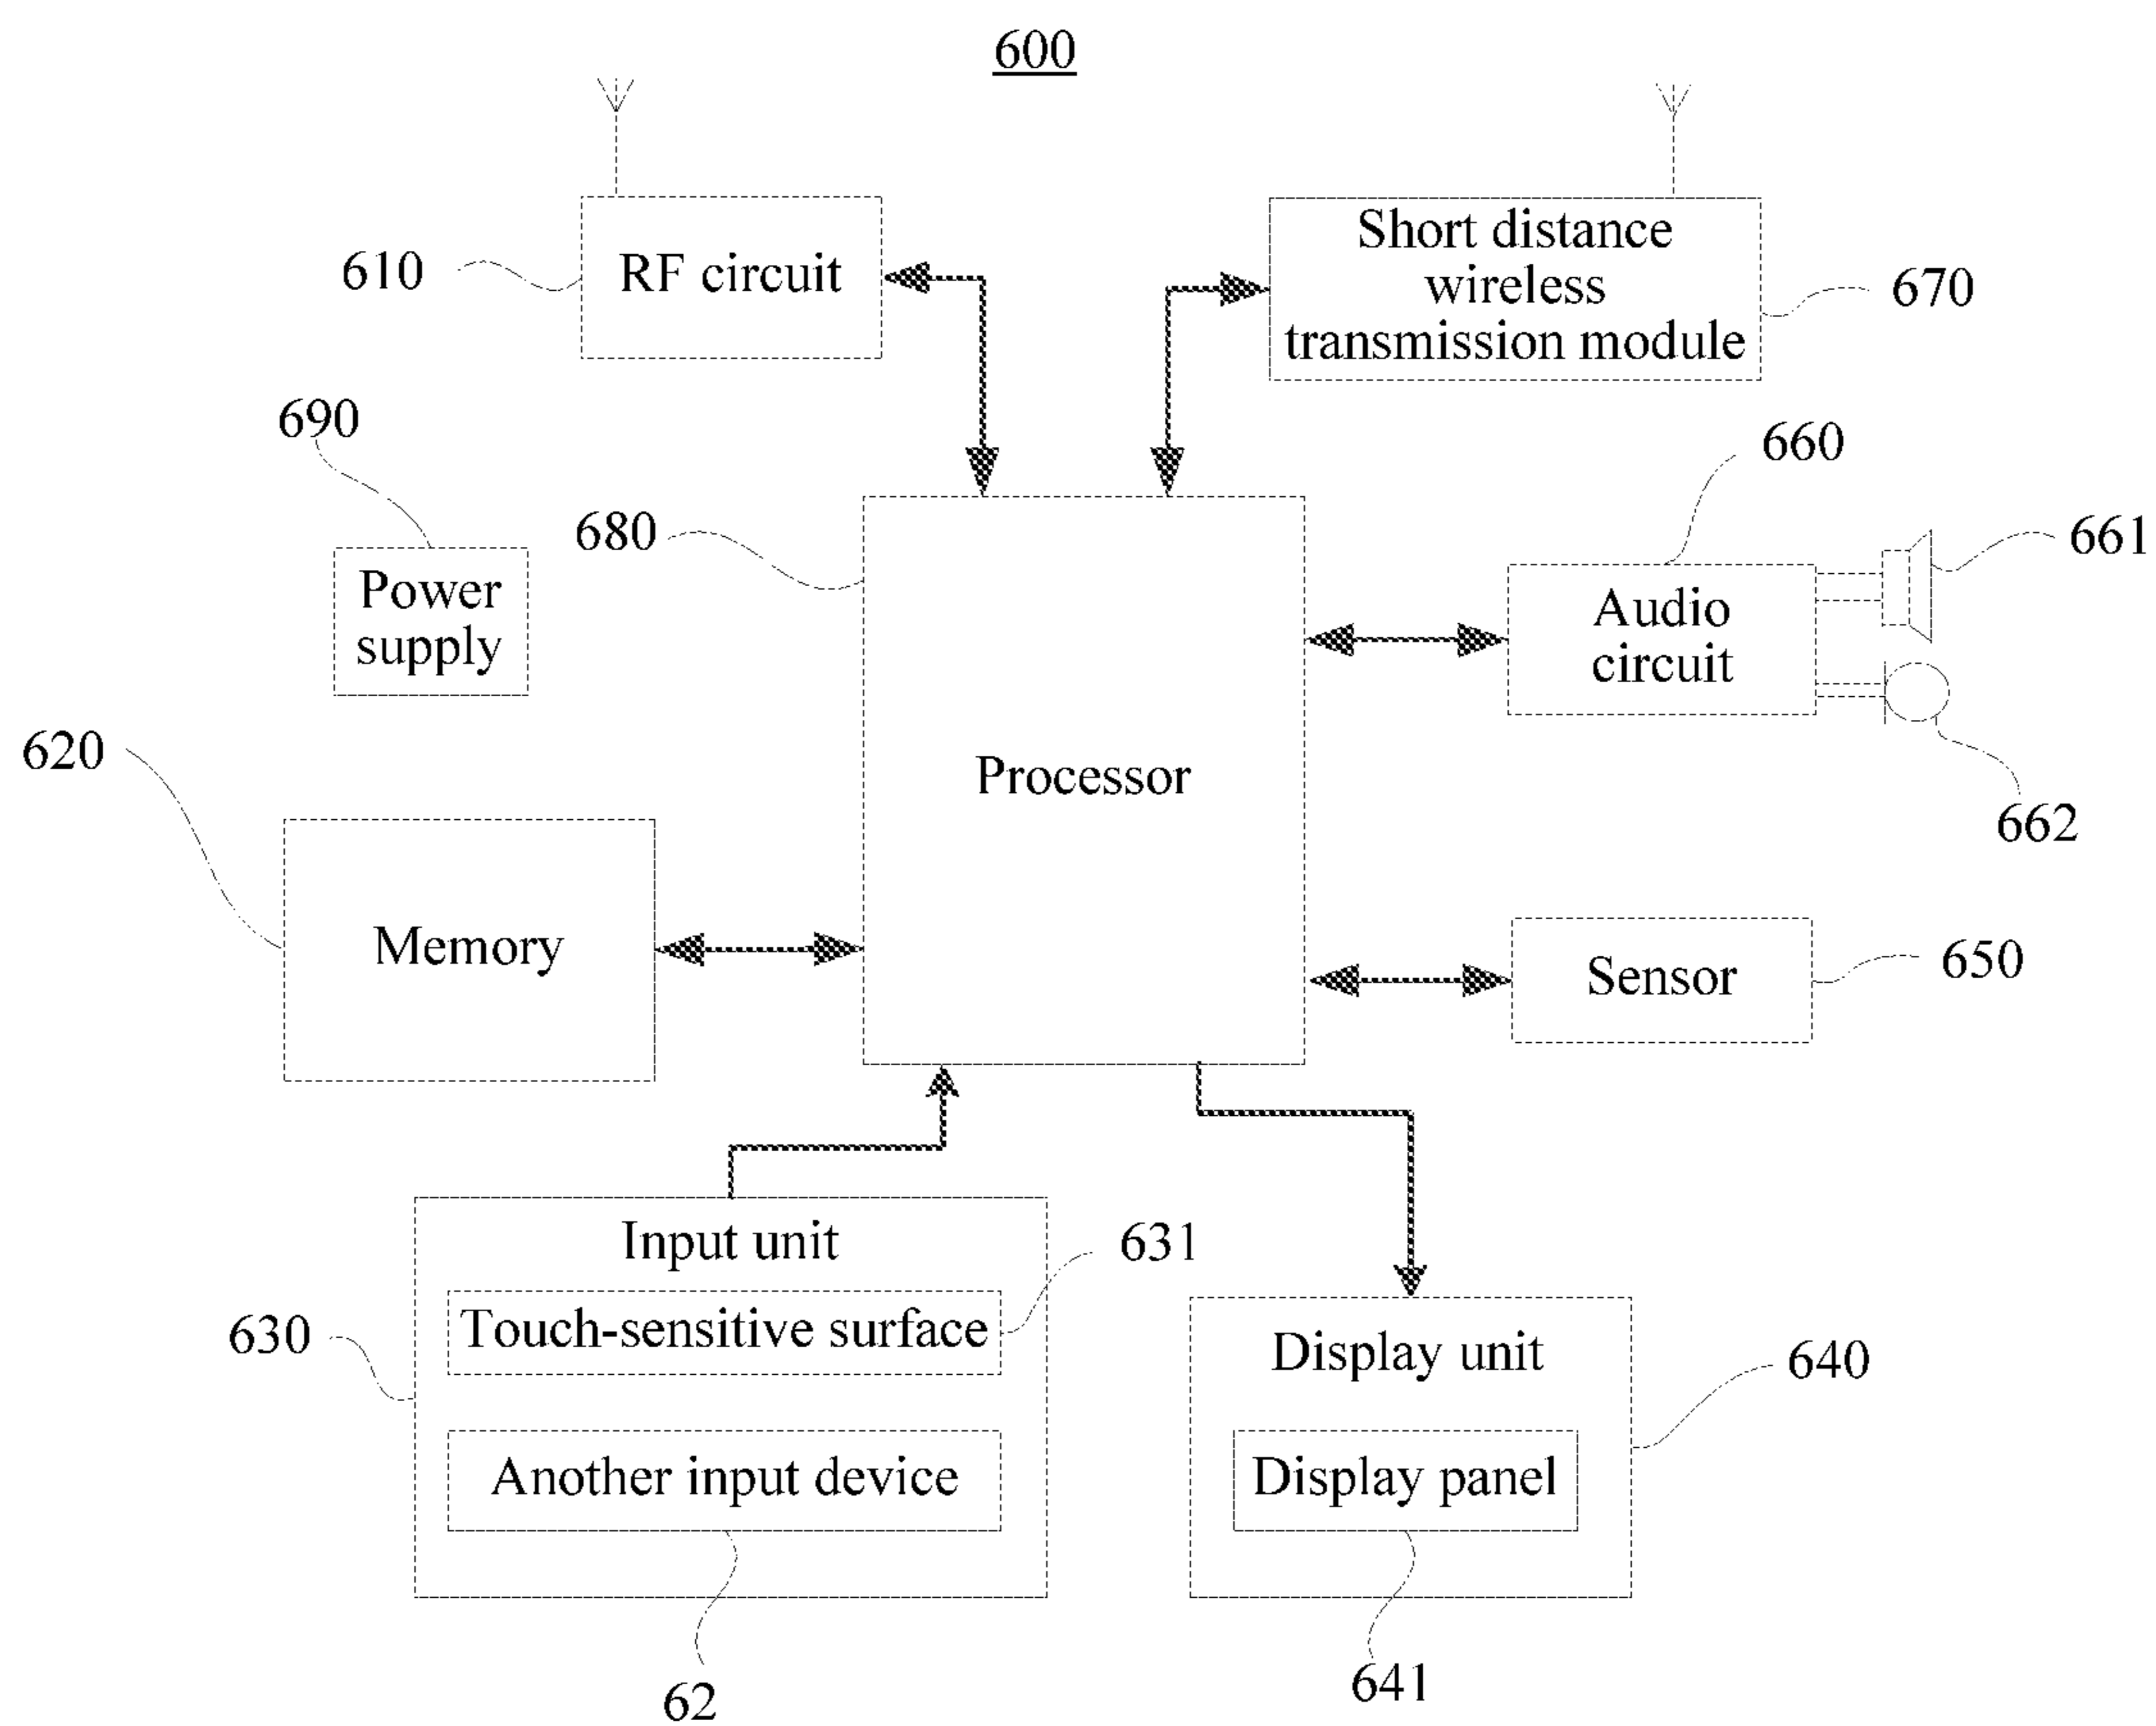 600
610
RF circuit
Short distance
wireless
transmission module
670
690
680
660
661
Power
supply
Audio
circuit
620
Processor
662
Memory
Sensor
650
Input unit
631
630
Touch-sensitive surface
Display unit
640
Another input device
Display panel
62
641